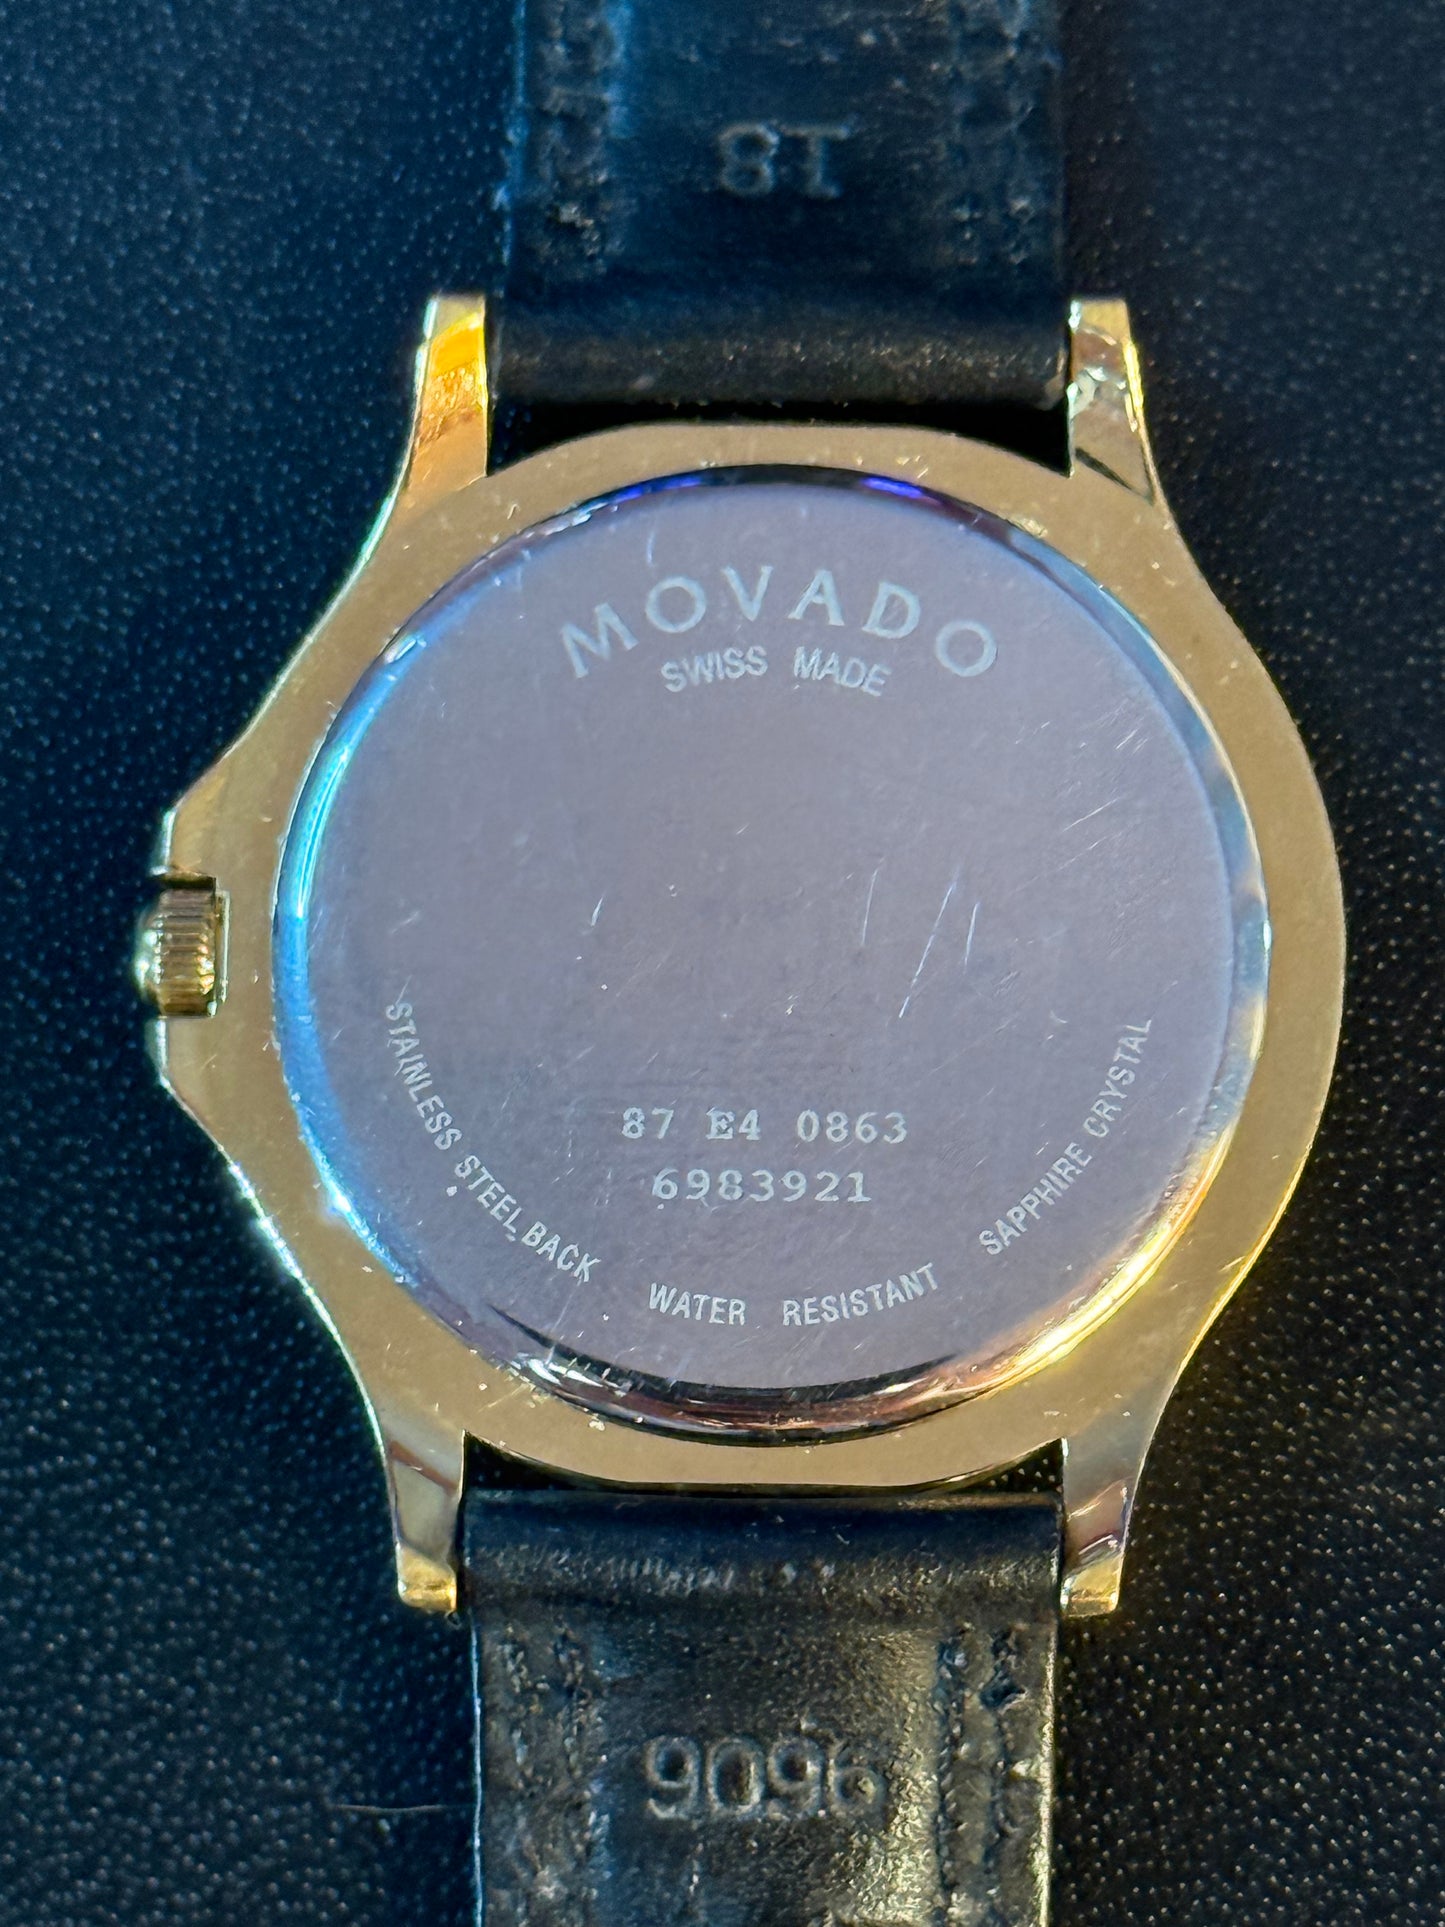 18
MOVADO
SWISS MADE
87 E4 0863
6983921
STAINLESS STEEL BACK WATER RESISTANT SAPPHIRE CRYSTAL
9096